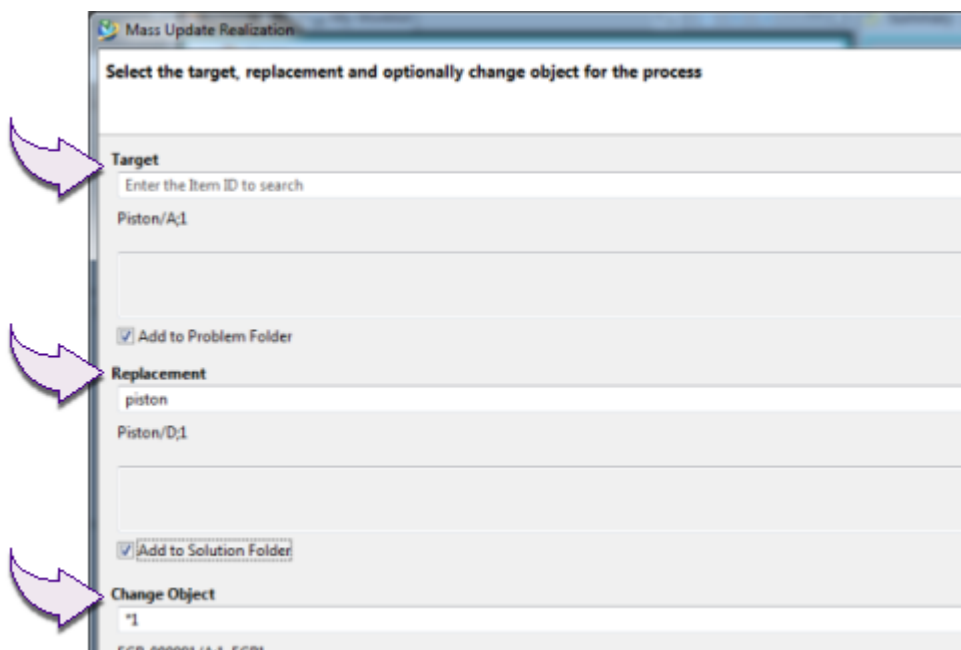 Mass Update Realization
Select the target, replacement and optionally change object for the process
Target
Enter the Item ID to search
Piston/A;1
Add to Problem Folder
Replacement
piston
Piston/D;1
Add to Solution Folder
Change Object
*1